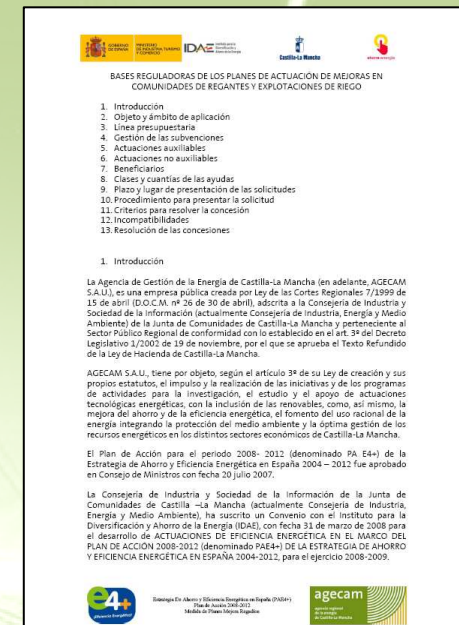 GOBIERNO DE ESPAÑA
MINISTERIO DE INDUSTRIA, TURISMO Y COMERCIO
IDAE
Castilla-La Mancha
BASES REGULADORAS DE LOS PLANES DE ACTUACIÓN DE MEJORAS EN
COMUNIDADES DE REGANTES Y EXPLOTACIONES DE RIEGO
1. Introducción
2. Objeto y ámbito de aplicación
3. Línea presupuestaria
4. Gestión de las subvenciones
5. Actuaciones auxiliables
6. Actuaciones no auxiliables
7. Beneficiarios
8. Clases y cuantías de las ayudas
9. Plazo y lugar de presentación de las solicitudes
10. Procedimiento para presentar la solicitud
11. Criterios para resolver la concesión
12. Incompatibilidades
13. Resolución de las concesiones
1. Introducción
La Agencia de Gestión de la Energía de Castilla-La Mancha (en adelante, AGECAM
S.A.U.), es una empresa pública creada por Ley de las Cortes Regionales 7/1999 de
15 de abril (D.O.C.M. nº 26 de 30 de abril), adscrita a la Consejería de Industria y
Sociedad de la Información (actualmente Consejería de Industria, Energía y Medio
Ambiente) de la Junta de Comunidades de Castilla-La Mancha y perteneciente al
Sector Público Regional de conformidad con lo establecido en el art. 3º del Decreto
Legislativo 1/2002 de 19 de noviembre, por el que se aprueba el Texto Refundido
de la Ley de Hacienda de Castilla-La Mancha.
AGECAM S.A.U., tiene por objeto, según el artículo 3º de su Ley de creación y sus
propios estatutos, el impulso y la realización de las iniciativas y de los programas
de actividades para la investigación, el estudio y el apoyo de actuaciones
tecnológicas energéticas, con la inclusión de las renovables, como, así mismo, la
mejora del ahorro y de la eficiencia energética, el fomento del uso racional de la
energía integrando la protección del medio ambiente y la óptima gestión de los
recursos energéticos en los distintos sectores económicos de Castilla-La Mancha.
El Plan de Acción para el periodo 2008- 2012 (denominado PA E4+) de la
Estrategia de Ahorro y Eficiencia Energética en España 2004 – 2012 fue aprobado
en Consejo de Ministros con fecha 20 julio 2007.
La Consejería de Industria y Sociedad de la Información de la Junta de
Comunidades de Castilla –La Mancha (actualmente Consejería de Industria,
Energía y Medio Ambiente), ha suscrito un Convenio con el Instituto para la
Diversificación y Ahorro de la Energía (IDAE), con fecha 31 de marzo de 2008 para
el desarrollo de ACTUACIONES DE EFICIENCIA ENERGÉTICA EN EL MARCO DEL
PLAN DE ACCIÓN 2008-2012 (denominado PAE4+) DE LA ESTRATEGIA DE AHORRO
Y EFICIENCIA ENERGÉTICA EN ESPAÑA 2004-2012, para el ejercicio 2008-2009.
e4+
Eficiencia Energética
Estrategia De Ahorro y Eficiencia Energética en España (PAE4+)
Plan de Acción 2008-2012
Medida de Planes Mejora Regadíos
agecam
agencia regional
de la energía
de Castilla-La Mancha